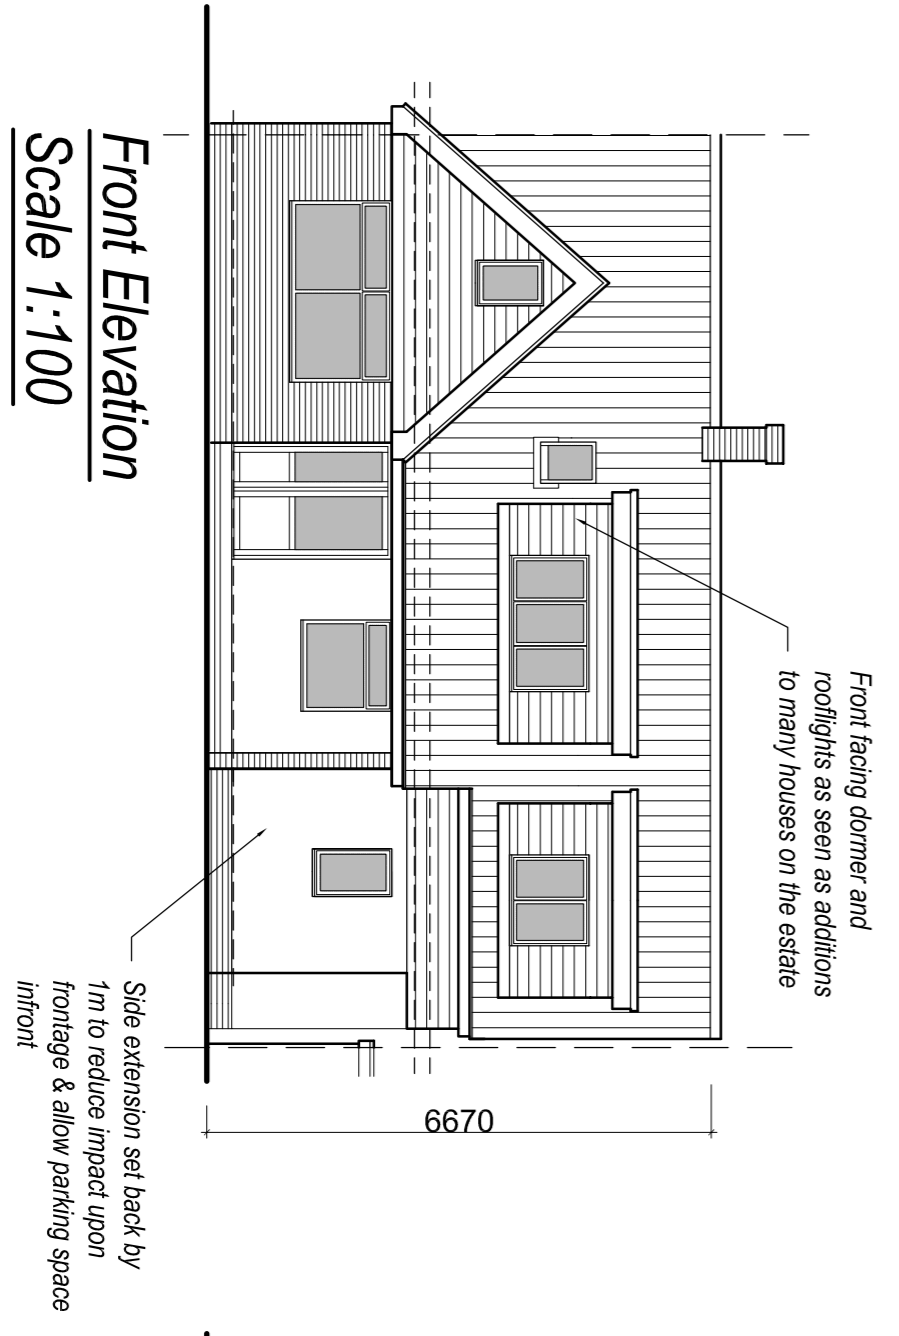 Front facing dormer and
rooflights as seen as additions
to many houses on the estate
6670
Side extension set back by
1m to reduce impact upon
frontage & allow parking space
infront
Front Elevation
Scale 1:100